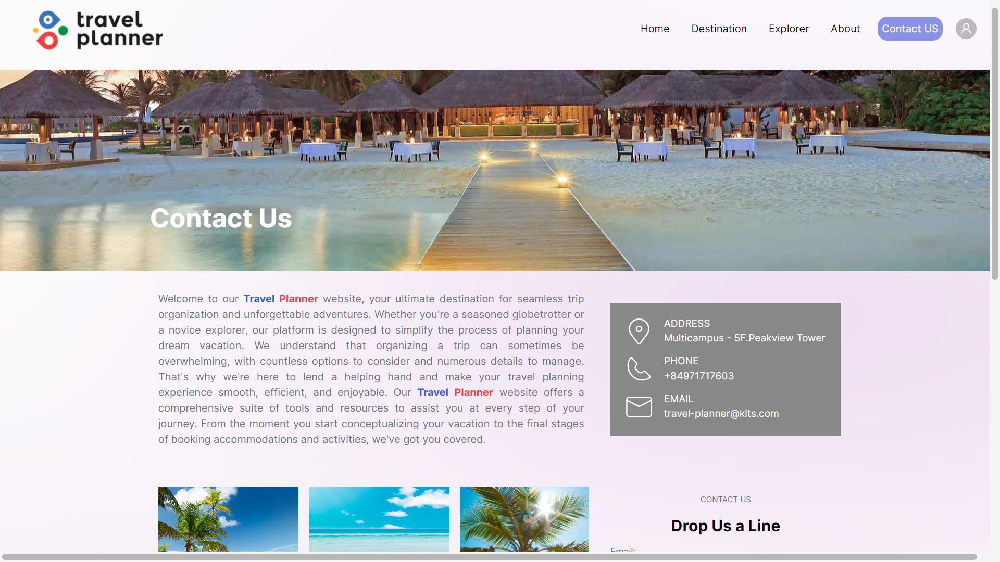 travel
planner
Home
Destination
Explorer
About
Contact US
Contact Us
Welcome to our Travel Planner website, your ultimate destination for seamless trip
organization and unforgettable adventures. Whether you're a seasoned globetrotter or
a novice explorer, our platform is designed to simplify the process of planning your
dream vacation. We understand that organizing a trip can sometimes be
overwhelming, with countless options to consider and numerous details to manage.
That's why we're here to lend a helping hand and make your travel planning
experience smooth, efficient, and enjoyable. Our Travel Planner website offers a
comprehensive suite of tools and resources to assist you at every step of your
journey. From the moment you start conceptualizing your vacation to the final stages
of booking accommodations and activities, we've got you covered.
ADDRESS
Multicampus - 5F.Peakview Tower
PHONE
+84971717603
EMAIL
travel-planner@kits.com
CONTACT US
Drop Us a Line
Email: